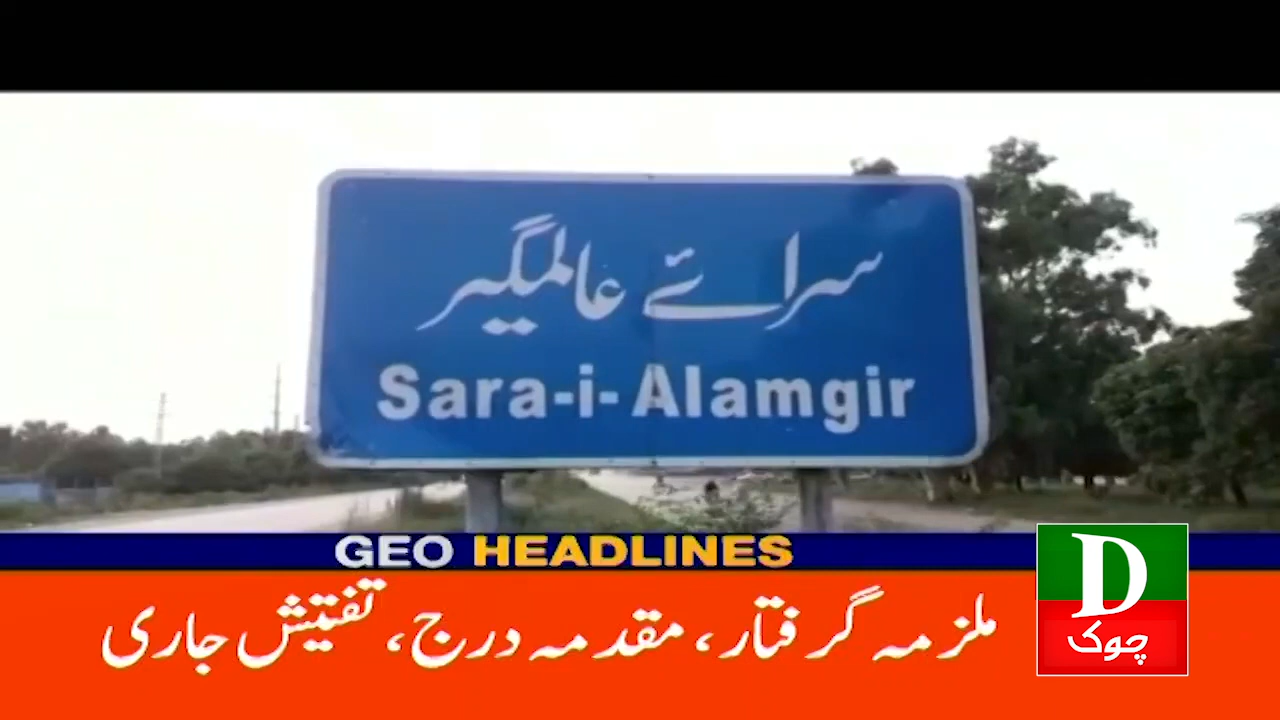 سرائے عالمگیر
Sara-i-Alamgir
GEO HEADLINES
ملزمہ گرفتار، مقدمہ درج، تفتیش جاری
D
چوک